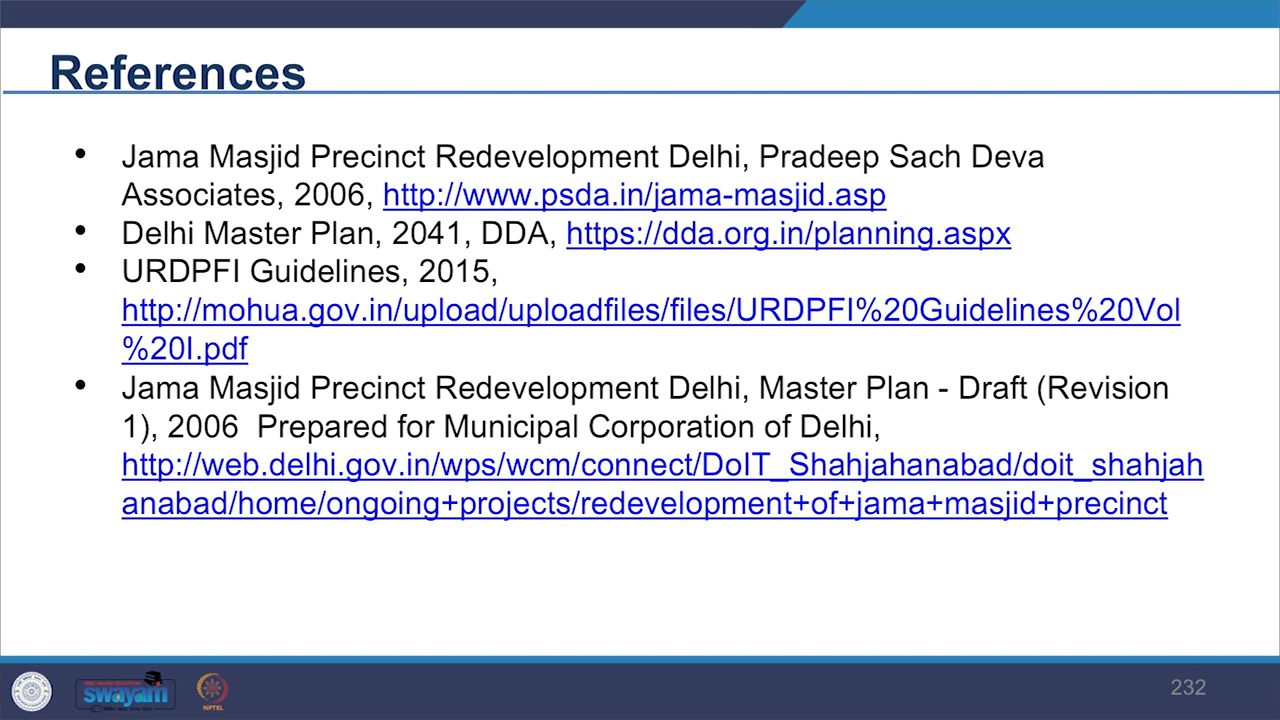 References
• Jama Masjid Precinct Redevelopment Delhi, Pradeep Sach Deva
Associates, 2006, http://www.psda.in/jama-masjid.asp
• Delhi Master Plan, 2041, DDA, https://dda.org.in/planning.aspx
• URDPFI Guidelines, 2015,
http://mohua.gov.in/upload/uploadfiles/files/URDPFI%20Guidelines%20Vol
%20I.pdf
• Jama Masjid Precinct Redevelopment Delhi, Master Plan - Draft (Revision
1), 2006  Prepared for Municipal Corporation of Delhi,
http://web.delhi.gov.in/wps/wcm/connect/DoIT_Shahjahanabad/doit_shahjah
anabad/home/ongoing+projects/redevelopment+of+jama+masjid+precinct
swayam
NPTEL
232